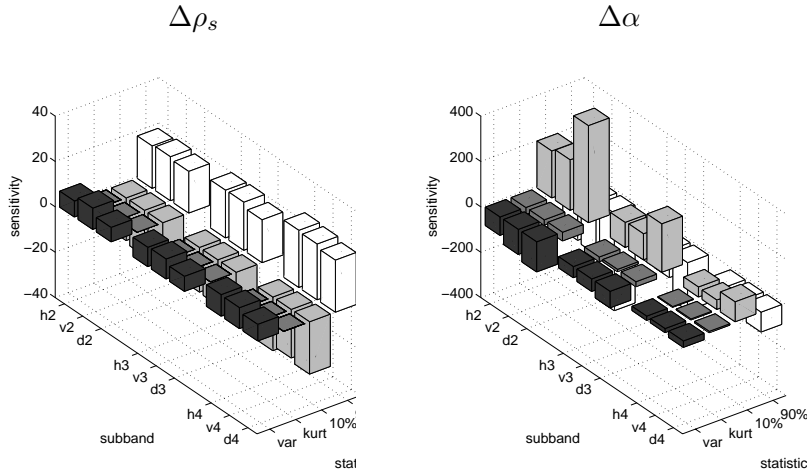 Δρs
Δα
40
20
0
−20
−40
sensitivity
h2
v2
d2
h3
v3
d3
h4
v4
d4
subband
var
kurt
10%
stat
400
200
0
−200
−400
sensitivity
h2
v2
d2
h3
v3
d3
h4
v4
d4
subband
var
kurt
10%
90%
statistic